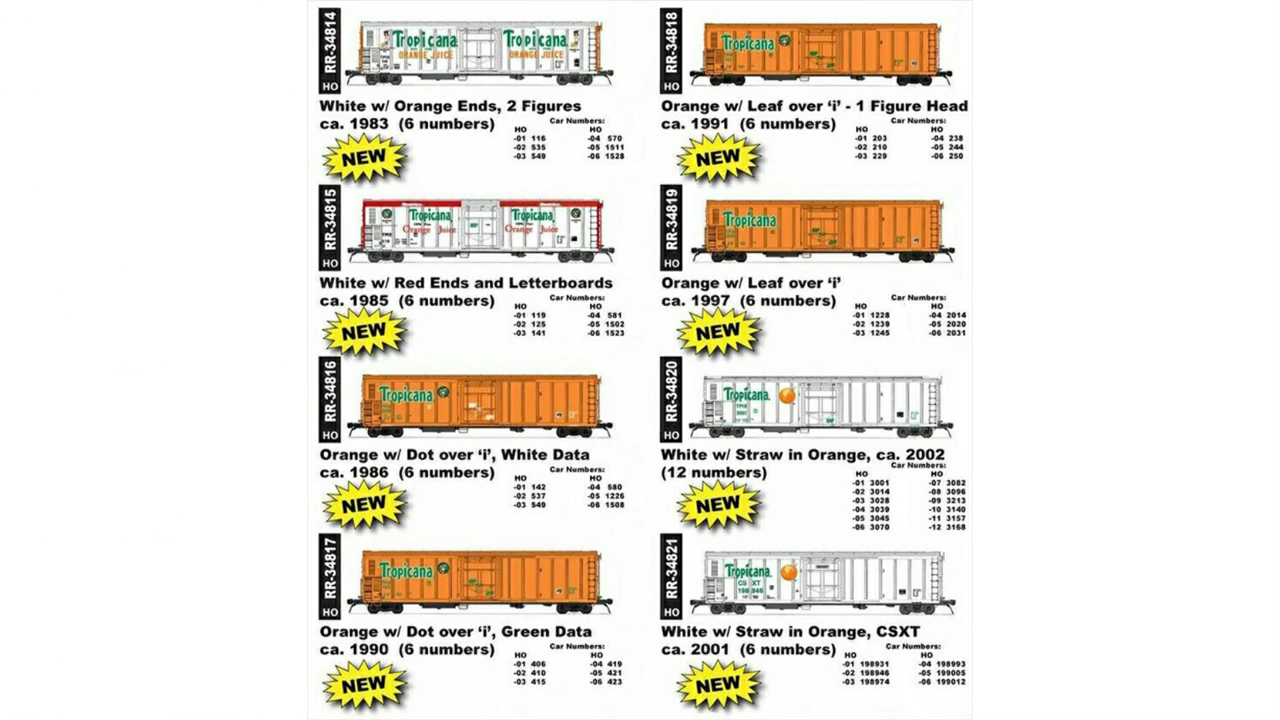 RR-34814
HO
Tropicana Tropicana
ORANGE JUICE ORANGE JUICE
White w/ Orange Ends, 2 Figures
ca. 1983 (6 numbers)
Car Numbers:
HO HO
-01 116 -04 570
-02 535 -05 1511
-03 549 -06 1528
NEW
RR-34815
HO
Tropicana Tropicana
Orange Juice Orange Juice
White w/ Red Ends and Letterboards
ca. 1985 (6 numbers)
Car Numbers:
HO HO
-01 119 -04 581
-02 125 -05 1502
-03 141 -06 1523
NEW
RR-34816
HO
Tropicana
Orange w/ Dot over ‘i’, White Data
ca. 1986 (6 numbers)
Car Numbers:
HO HO
-01 142 -04 580
-02 537 -05 1226
-03 549 -06 1508
NEW
RR-34817
HO
Tropicana
Orange w/ Dot over ‘i’, Green Data
ca. 1990 (6 numbers)
Car Numbers:
HO HO
-01 406 -04 419
-02 410 -05 421
-03 415 -06 423
NEW
RR-34818
HO
Tropicana
Orange w/ Leaf over ‘i’ - 1 Figure Head
ca. 1991 (6 numbers)
Car Numbers:
HO HO
-01 203 -04 238
-02 210 -05 244
-03 229 -06 250
NEW
RR-34819
HO
Tropicana
Orange w/ Leaf over ‘i’
ca. 1997 (6 numbers)
Car Numbers:
HO HO
-01 1228 -04 2014
-02 1239 -05 2020
-03 1245 -06 2031
NEW
RR-34820
HO
Tropicana
TPIX
3001
White w/ Straw in Orange, ca. 2002
(12 numbers)
Car Numbers:
HO HO
-01 3001 -07 3082
-02 3014 -08 3096
-03 3028 -09 3213
-04 3039 -10 3140
-05 3045 -11 3157
-06 3070 -12 3168
NEW
RR-34821
HO
Tropicana
CSXT
198946
White w/ Straw in Orange, CSXT
ca. 2001 (6 numbers)
Car Numbers:
HO HO
-01 198931 -04 198993
-02 198946 -05 199005
-03 198974 -06 199012
NEW